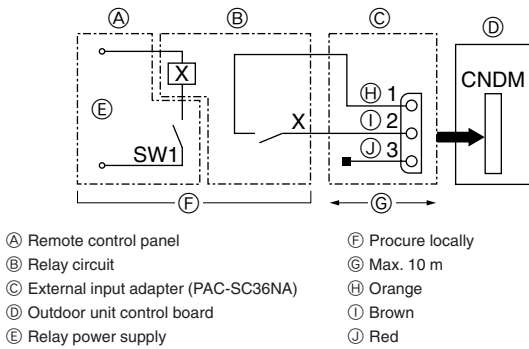 Ⓐ Ⓑ Ⓒ Ⓓ
CNDM
X
Ⓔ
Ⓗ 1
X Ⓘ 2
SW1
Ⓙ 3
Ⓕ Ⓖ
Ⓐ Remote control panel
Ⓑ Relay circuit
Ⓒ External input adapter (PAC-SC36NA)
Ⓓ Outdoor unit control board
Ⓔ Relay power supply
Ⓕ Procure locally
Ⓖ Max. 10 m
Ⓗ Orange
Ⓘ Brown
Ⓙ Red